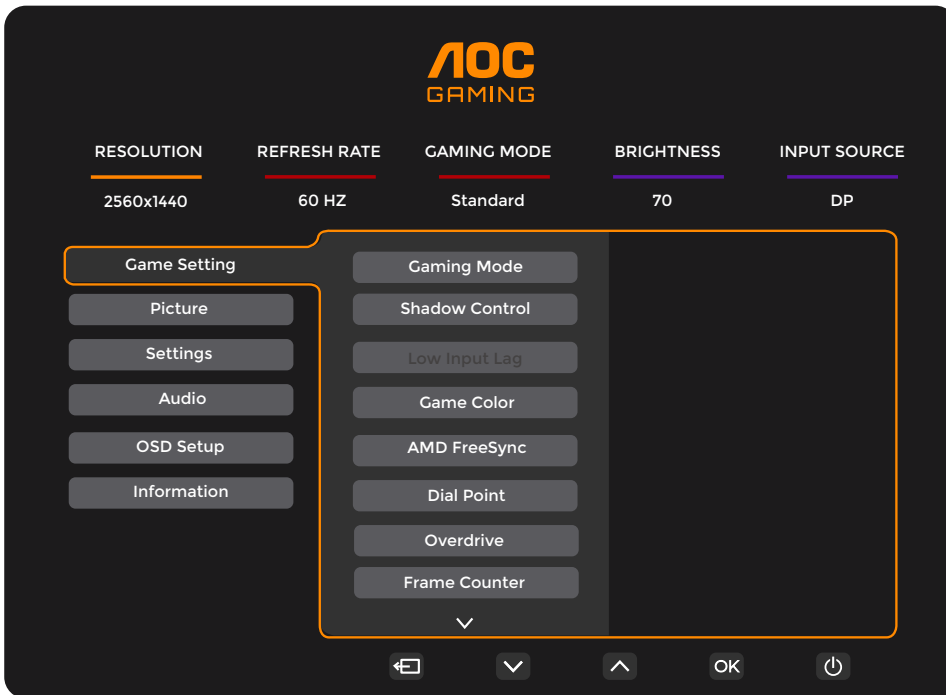 AOC
GAMING
RESOLUTION REFRESH RATE GAMING MODE BRIGHTNESS INPUT SOURCE
2560x1440 60 HZ Standard 70 DP
Game Setting
Picture
Settings
Audio
OSD Setup
Information
Gaming Mode
Shadow Control
Low Input Lag
Game Color
AMD FreeSync
Dial Point
Overdrive
Frame Counter
OK